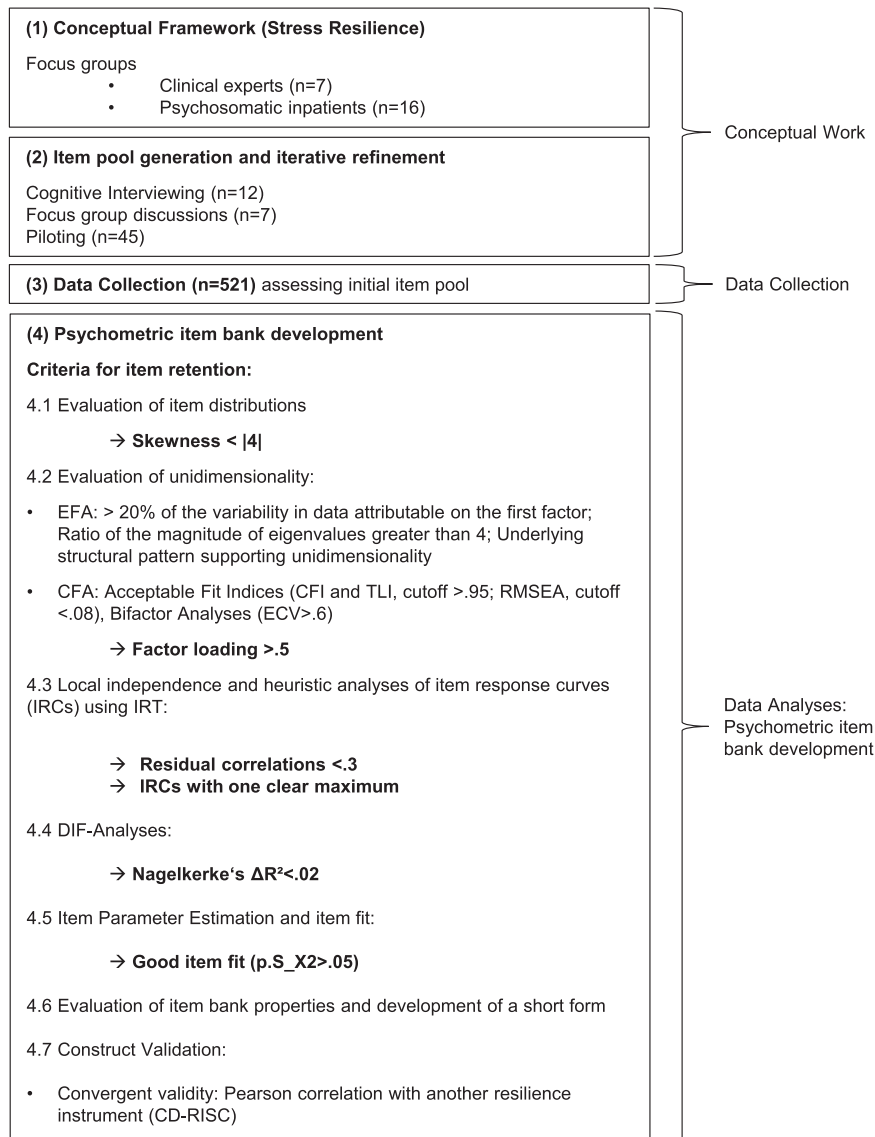 (1) Conceptual Framework (Stress Resilience)
Focus groups
• Clinical experts (n=7)
• Psychosomatic inpatients (n=16)
Conceptual Work
(2) Item pool generation and iterative refinement
Cognitive Interviewing (n=12)
Focus group discussions (n=7)
Piloting (n=45)
(3) Data Collection (n=521) assessing initial item pool
Data Collection
(4) Psychometric item bank development
Criteria for item retention:
4.1 Evaluation of item distributions
→ Skewness < |4|
4.2 Evaluation of unidimensionality:
• EFA: > 20% of the variability in data attributable on the first factor;
Ratio of the magnitude of eigenvalues greater than 4; Underlying
structural pattern supporting unidimensionality
• CFA: Acceptable Fit Indices (CFI and TLI, cutoff >.95; RMSEA, cutoff
<.08), Bifactor Analyses (ECV>.6)
→ Factor loading >.5
4.3 Local independence and heuristic analyses of item response curves
(IRCs) using IRT:
→ Residual correlations <.3
→ IRCs with one clear maximum
4.4 DIF-Analyses:
→ Nagelkerke‘s ΔR²<.02
4.5 Item Parameter Estimation and item fit:
→ Good item fit (p.S_X2>.05)
4.6 Evaluation of item bank properties and development of a short form
4.7 Construct Validation:
• Convergent validity: Pearson correlation with another resilience
instrument (CD-RISC)
Data Analyses:
Psychometric item
bank development